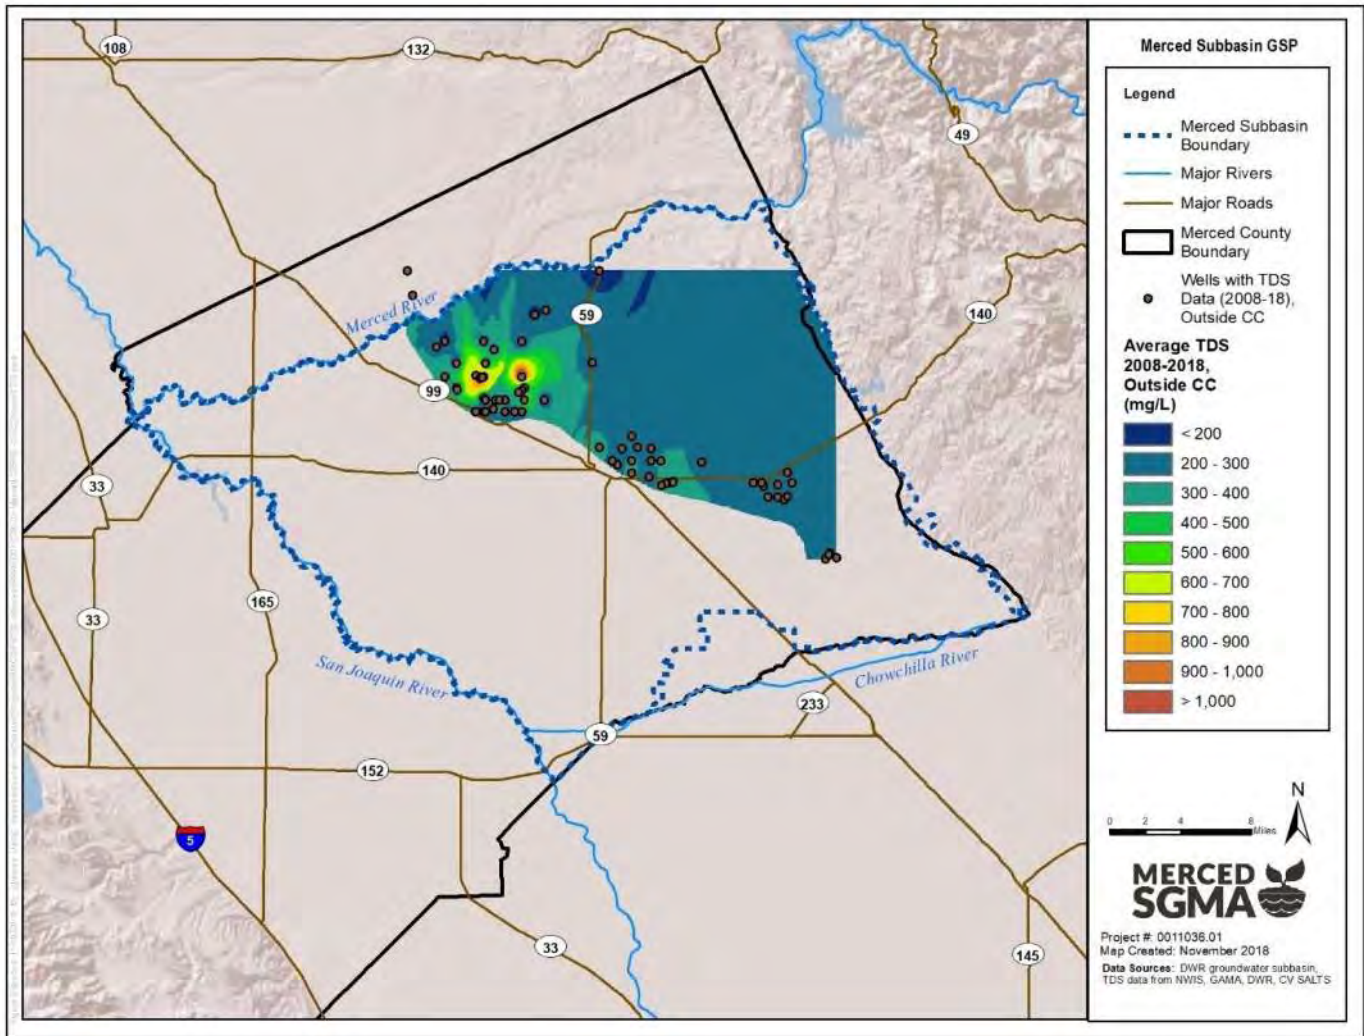 108
132
49
Merced River
59
140
99
140
33
165
33
San Joaquin River
Chowchilla River
233
59
152
5
33
145
Merced Subbasin GSP
Legend
Merced Subbasin
Boundary
Major Rivers
Major Roads
Merced County
Boundary
Wells with TDS
Data (2008-18),
Outside CC
Average TDS
2008-2018,
Outside CC
(mg/L)
< 200
200 - 300
300 - 400
400 - 500
500 - 600
600 - 700
700 - 800
800 - 900
900 - 1,000
> 1,000
N
0 2 4 8
Miles
MERCED
SGMA
Project #: 0011036.01
Map Created: November 2018
Data Sources: DWR groundwater subbasin,
TDS data from NWIS, GAMA, DWR, CV SALTS